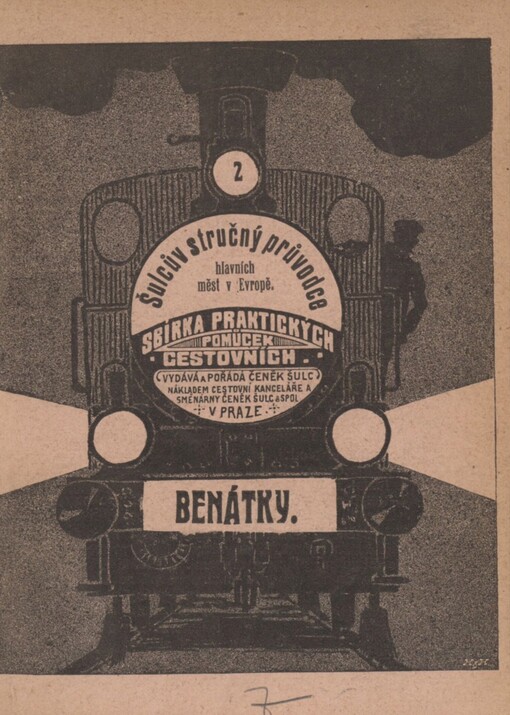 2
Šulcův stručný průvodce
hlavních
měst v Evropě.
SBÍRKA PRAKTICKÝCH
POMŮCEK
CESTOVNÍCH.
VYDÁVÁ A POŘÁDÁ ČENĚK ŠULC
NÁKLADEM CESTOVNÍ KANCELÁŘE A
SMĚNÁRNY ČENĚK ŠULC & SPOL
V PRAZE
BENÁTKY.
7